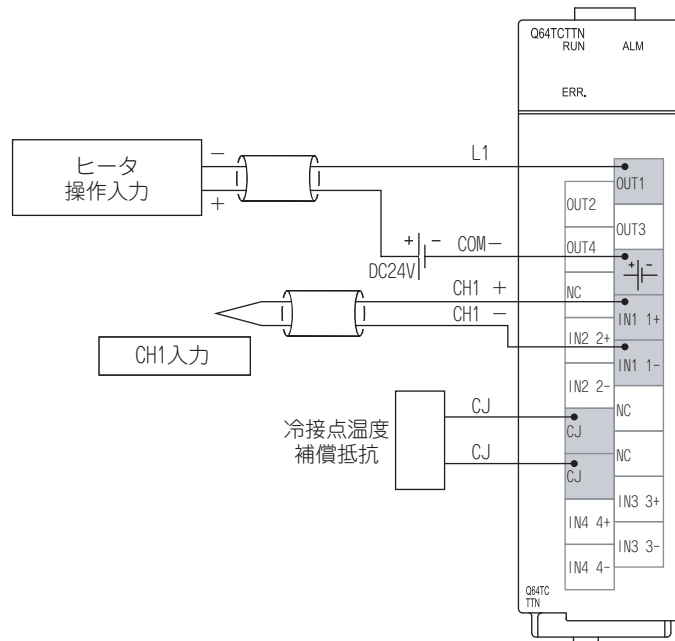 Q64TCTTN
RUN
ALM
ERR.
ヒータ
操作入力
−
+
L1
OUT1
OUT2
OUT3
OUT4
+ −
DC24V
COM−
+ −
NC
CH1 +
CH1 −
IN1 1+
IN1 1−
CH1入力
IN2 2+
IN2 2−
冷接点温度
補償抵抗
CJ
CJ
CJ
CJ
NC
NC
IN3 3+
IN3 3−
IN4 4+
IN4 4−
Q64TC
TTN